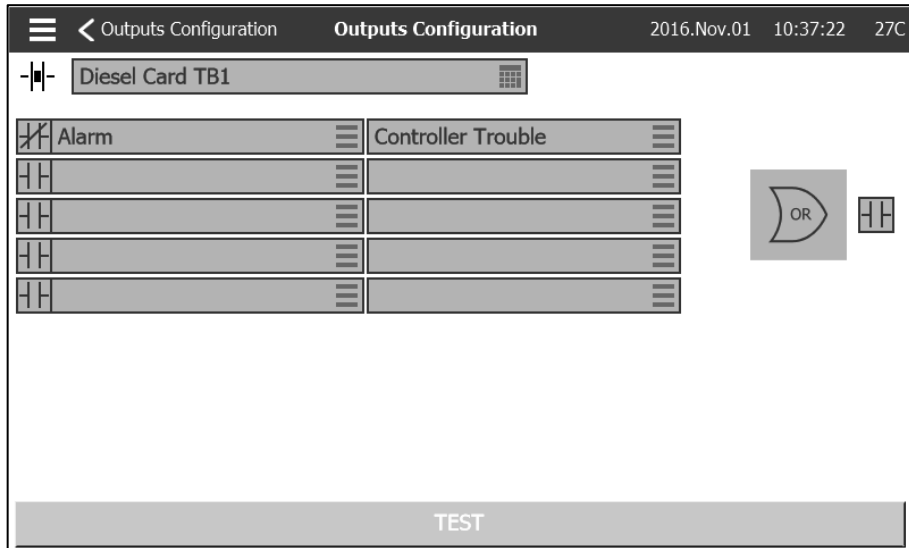 Outputs Configuration Outputs Configuration 2016.Nov.01 10:37:22 27C
Diesel Card TB1
Alarm Controller Trouble
OR
TEST